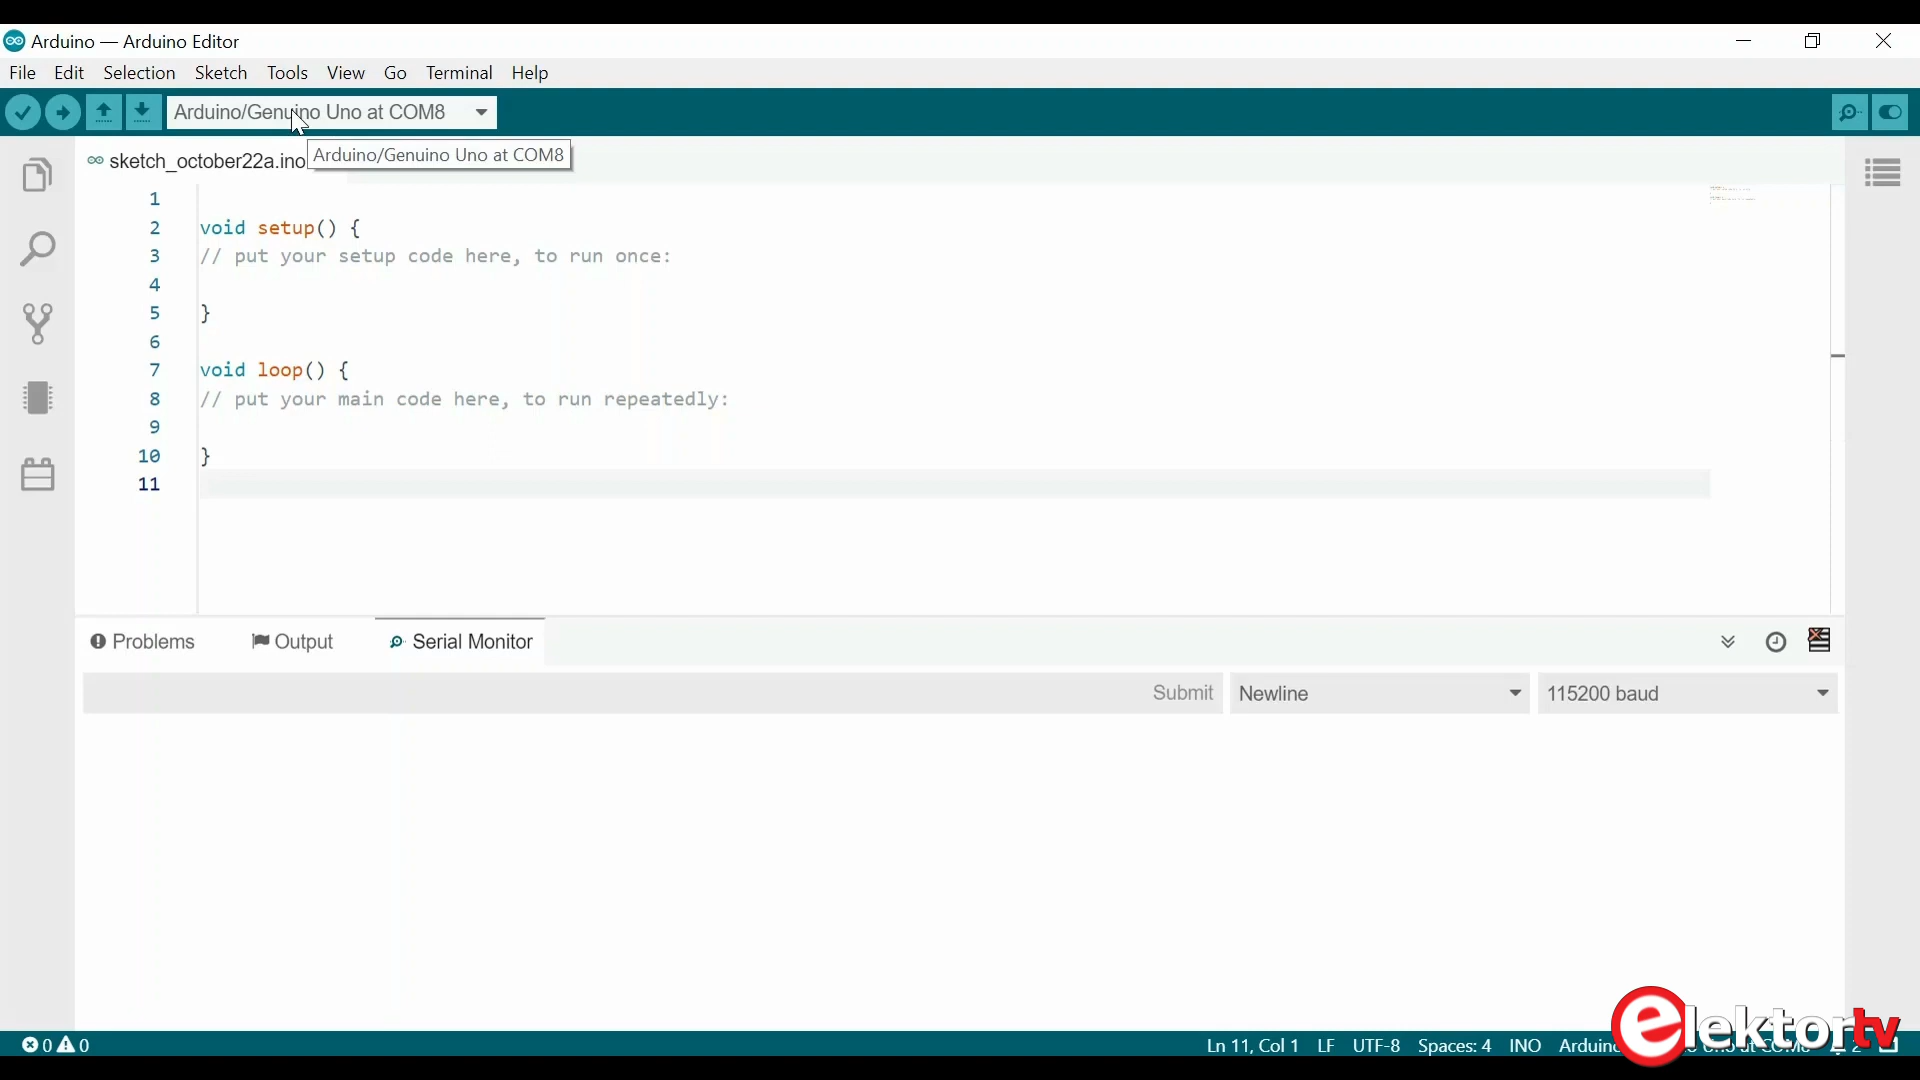 Arduino — Arduino Editor
File Edit Selection Sketch Tools View Go Terminal Help
Arduino/Genuino Uno at COM8
sketch_october22a.ino
Arduino/Genuino Uno at COM8
1
2 void setup() {
3 // put your setup code here, to run once:
4
5 }
6
7 void loop() {
8 // put your main code here, to run repeatedly:
9
10 }
11
Problems Output Serial Monitor
Submit Newline 115200 baud
elektortv
0 0 Ln 11, Col 1 LF UTF-8 Spaces: 4 INO